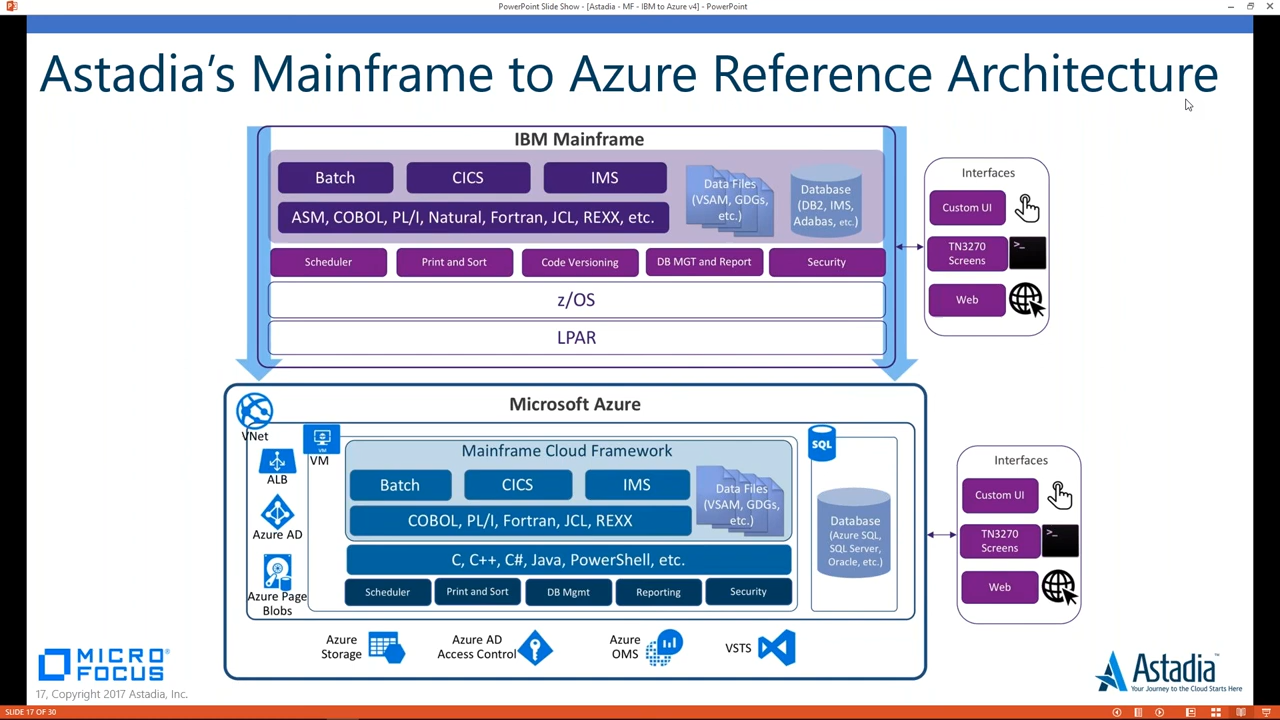 PowerPoint Slide Show - [Astadia - MF - IBM to Azure v4] - PowerPoint
Astadia's Mainframe to Azure Reference Architecture
IBM Mainframe
Batch
CICS
IMS
ASM, COBOL, PL/I, Natural, Fortran, JCL, REXX, etc.
Data Files
(VSAM, GDGs,
etc.)
Database
(DB2, IMS,
Adabas, etc.)
Scheduler
Print and Sort
Code Versioning
DB MGT and Report
Security
z/OS
LPAR
Interfaces
Custom UI
TN3270
Screens
>_
Web
Microsoft Azure
VNet
ALB
Azure AD
Azure Page
Blobs
VM
VM
Mainframe Cloud Framework
Batch
CICS
IMS
COBOL, PL/I, Fortran, JCL, REXX
Data Files
(VSAM, GDGs,
etc.)
C, C++, C#, Java, PowerShell, etc.
Scheduler
Print and Sort
DB Mgmt
Reporting
Security
SQL
Database
(Azure SQL,
SQL Server,
Oracle, etc.)
Interfaces
Custom UI
TN3270
Screens
>_
Web
Azure
Storage
Azure AD
Access Control
Azure
OMS
VSTS
MICRO
FOCUS
17, Copyright 2017 Astadia, Inc.
Astadia™
Your Journey to the Cloud Starts Here
SLIDE 17 OF 30